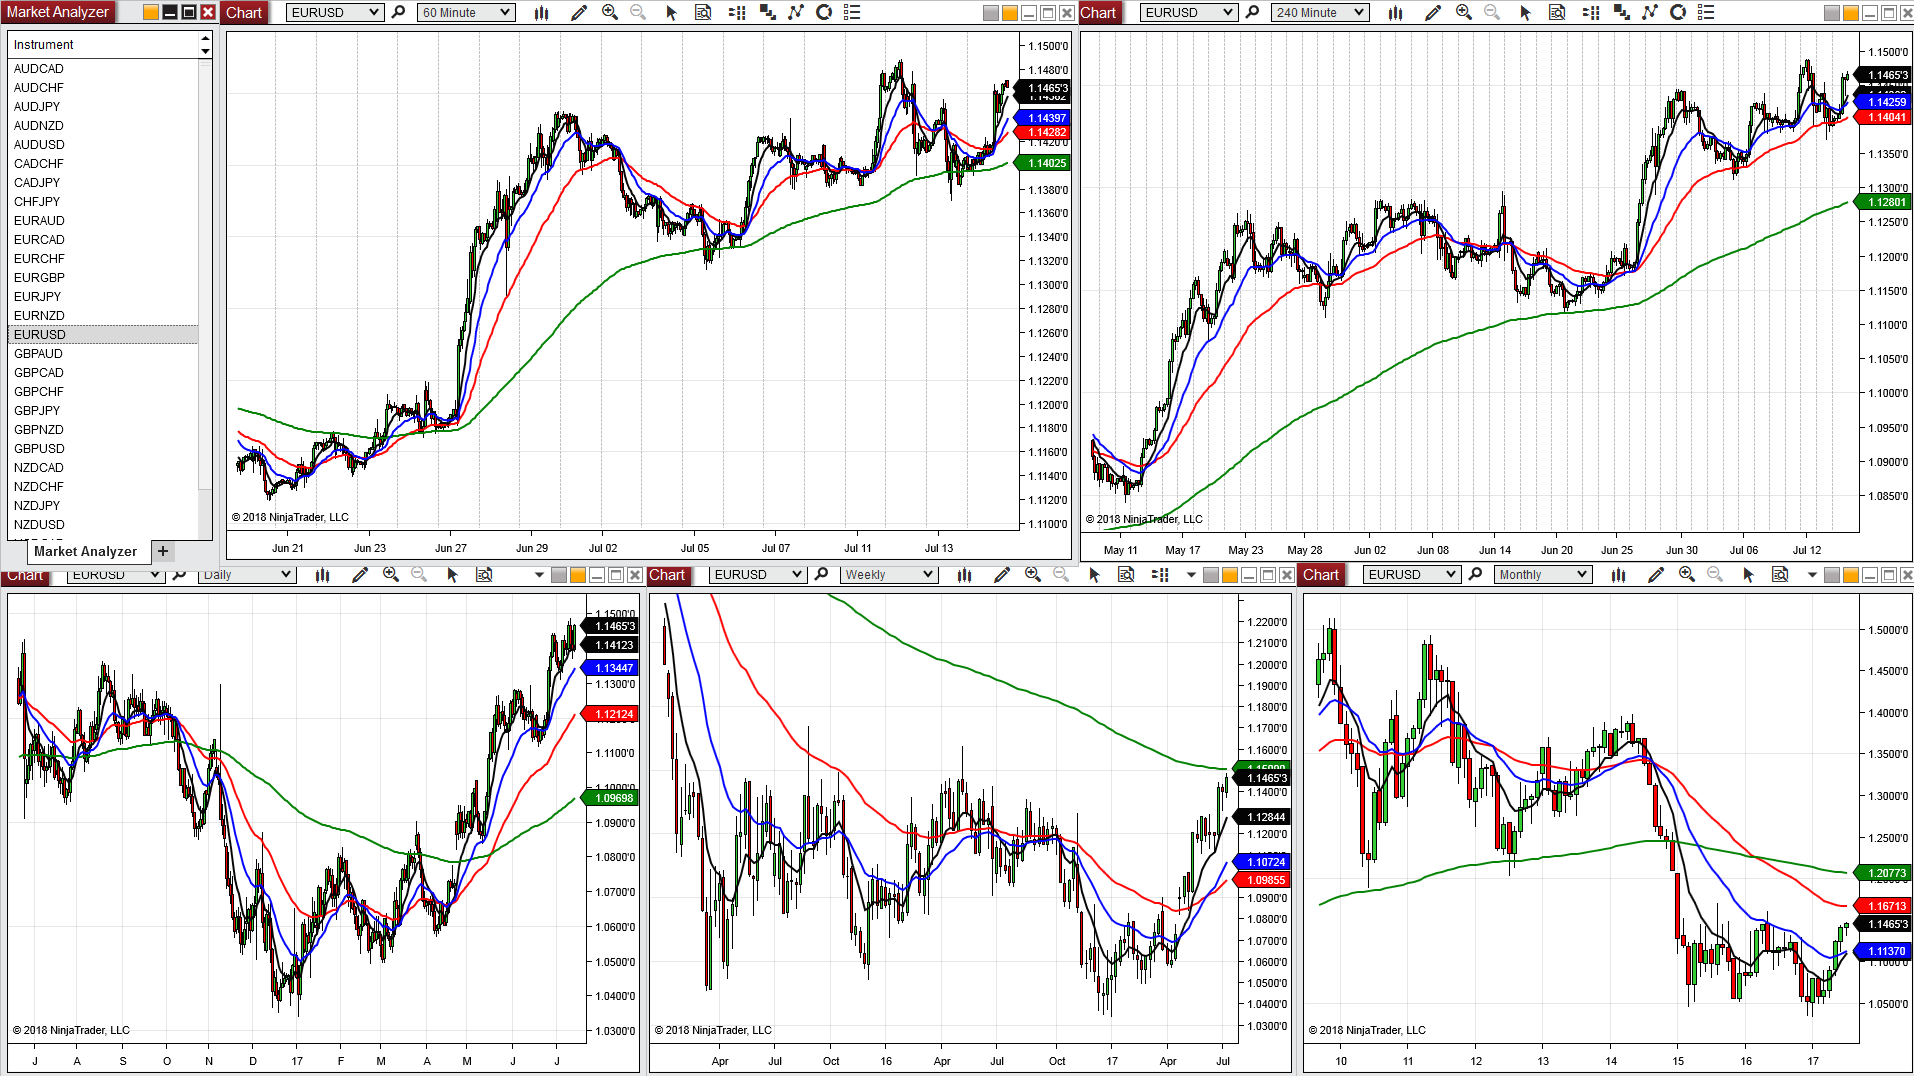 Market Analyzer
Instrument
AUDCAD
AUDCHF
AUDJPY
AUDNZD
AUDUSD
CADCHF
CADJPY
CHFJPY
EURAUD
EURCAD
EURCHF
EURGBP
EURJPY
EURNZD
EURUSD
GBPAUD
GBPCAD
GBPCHF
GBPJPY
GBPNZD
GBPUSD
NZDCAD
NZDCHF
NZDJPY
NZDUSD
Market Analyzer +
Chart EURUSD 60 Minute
1.1500'0
1.1480'0
1.1465'3
1.14397
1.14282
1.1420'0
1.14025
1.1380'0
1.1360'0
1.1340'0
1.1320'0
1.1300'0
1.1280'0
1.1260'0
1.1240'0
1.1220'0
1.1200'0
1.1180'0
1.1160'0
1.1140'0
1.1120'0
1.1100'0
© 2018 NinjaTrader, LLC
Jun 21 Jun 23 Jun 27 Jun 29 Jul 02 Jul 05 Jul 07 Jul 11 Jul 13
Chart EURUSD 240 Minute
1.1500'0
1.1465'3
1.14259
1.14041
1.1350'0
1.1300'0
1.12801
1.1200'0
1.1150'0
1.1100'0
1.1050'0
1.1000'0
1.0950'0
1.0900'0
1.0850'0
© 2018 NinjaTrader, LLC
May 11 May 17 May 23 May 28 Jun 02 Jun 08 Jun 14 Jun 20 Jun 25 Jun 30 Jul 06 Jul 12
Chart EURUSD Daily
1.1500'0
1.1465'3
1.14123
1.13447
1.1300'0
1.12124
1.1100'0
1.1000'0
1.09698
1.0900'0
1.0800'0
1.0700'0
1.0600'0
1.0500'0
1.0400'0
1.0300'0
© 2018 NinjaTrader, LLC
J A S O N D 17 F M A M J J
Chart EURUSD Weekly
1.2200'0
1.2100'0
1.2000'0
1.1900'0
1.1800'0
1.1700'0
1.1600'0
1.1465'3
1.1400'0
1.12844
1.1200'0
1.10724
1.09855
1.0900'0
1.0800'0
1.0700'0
1.0600'0
1.0500'0
1.0400'0
1.0300'0
© 2018 NinjaTrader, LLC
Apr Jul Oct 16 Apr Jul Oct 17 Apr Jul
Chart EURUSD Monthly
1.5000'0
1.4500'0
1.4000'0
1.3500'0
1.3000'0
1.2500'0
1.20773
1.16713
1.1465'3
1.11370
1.1000'0
1.0500'0
© 2018 NinjaTrader, LLC
10 11 12 13 14 15 16 17